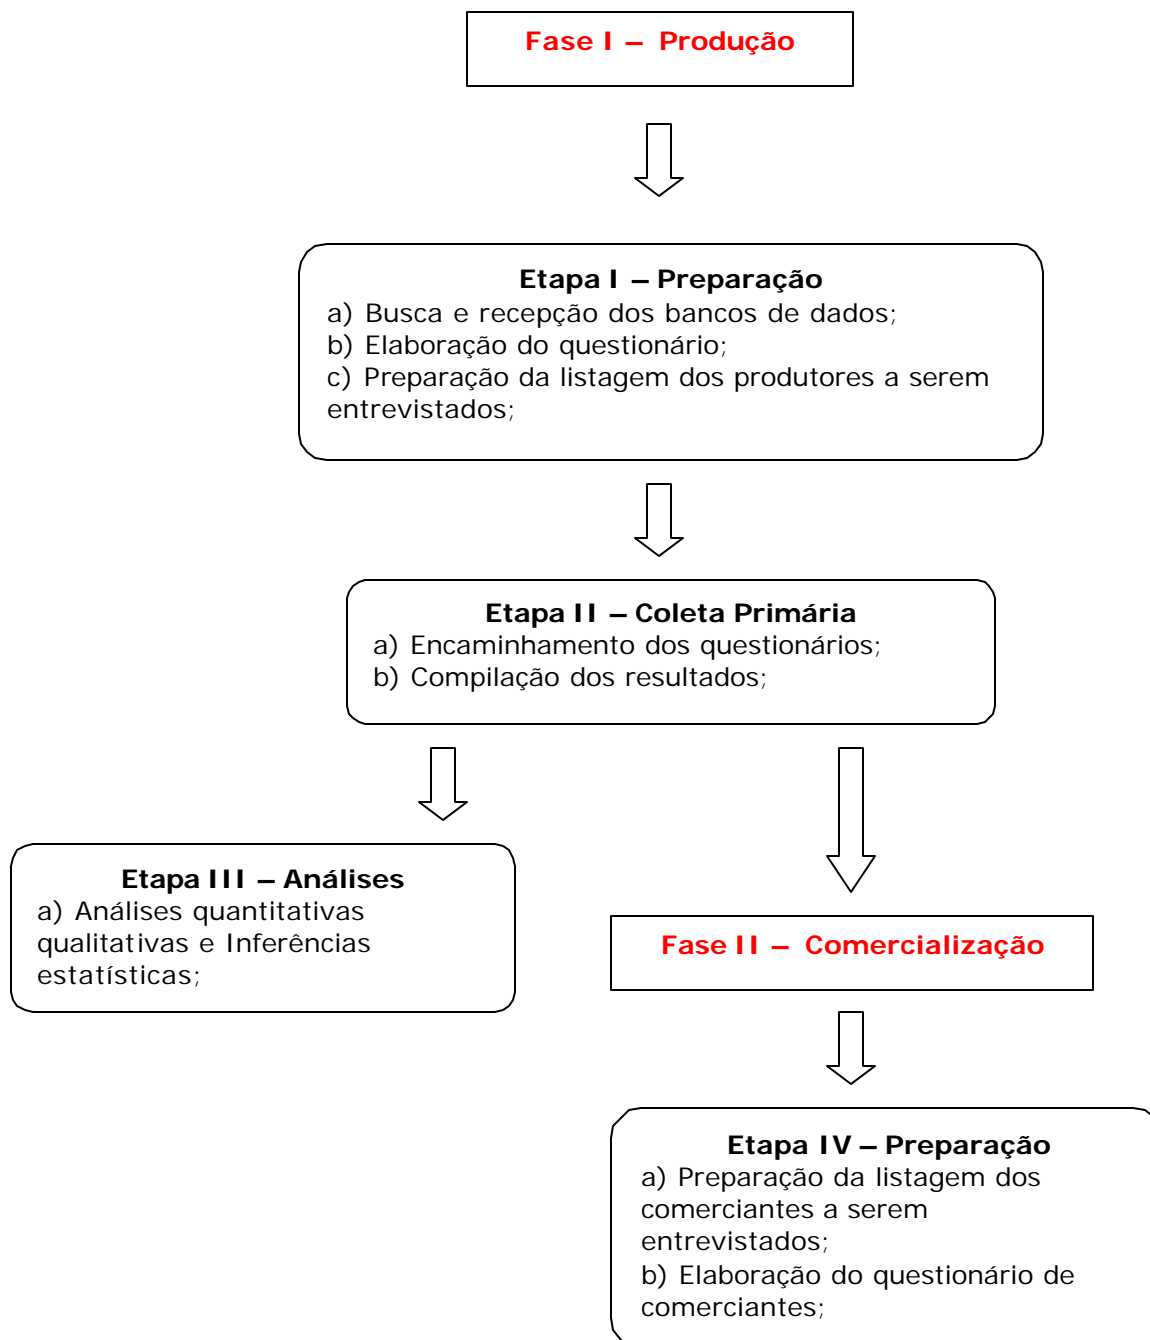 Fase I – Produção
Etapa I – Preparação
a) Busca e recepção dos bancos de dados;
b) Elaboração do questionário;
c) Preparação da listagem dos produtores a serem
entrevistados;
Etapa II – Coleta Primária
a) Encaminhamento dos questionários;
b) Compilação dos resultados;
Etapa III – Análises
a) Análises quantitativas
qualitativas e Inferências
estatísticas;
Fase II – Comercialização
Etapa IV – Preparação
a) Preparação da listagem dos
comerciantes a serem
entrevistados;
b) Elaboração do questionário de
comerciantes;